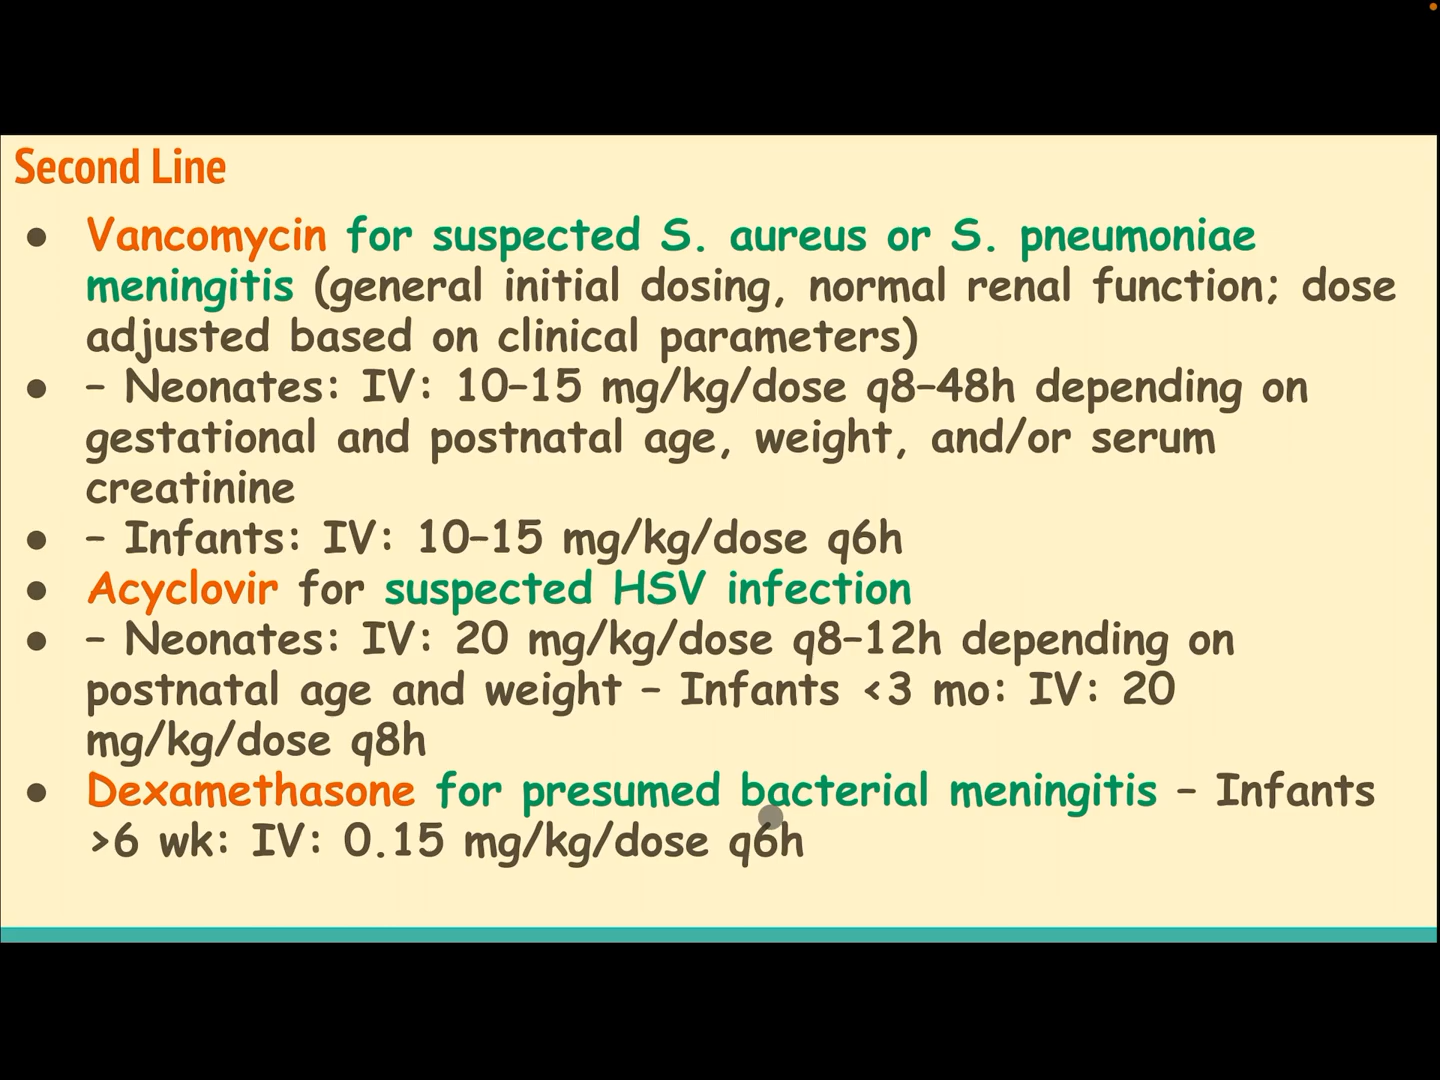 Second Line
● Vancomycin for suspected S. aureus or S. pneumoniae
meningitis (general initial dosing, normal renal function; dose
adjusted based on clinical parameters)
● – Neonates: IV: 10–15 mg/kg/dose q8–48h depending on
gestational and postnatal age, weight, and/or serum
creatinine
● – Infants: IV: 10–15 mg/kg/dose q6h
● Acyclovir for suspected HSV infection
● – Neonates: IV: 20 mg/kg/dose q8–12h depending on
postnatal age and weight – Infants <3 mo: IV: 20
mg/kg/dose q8h
● Dexamethasone for presumed bacterial meningitis – Infants
>6 wk: IV: 0.15 mg/kg/dose q6h